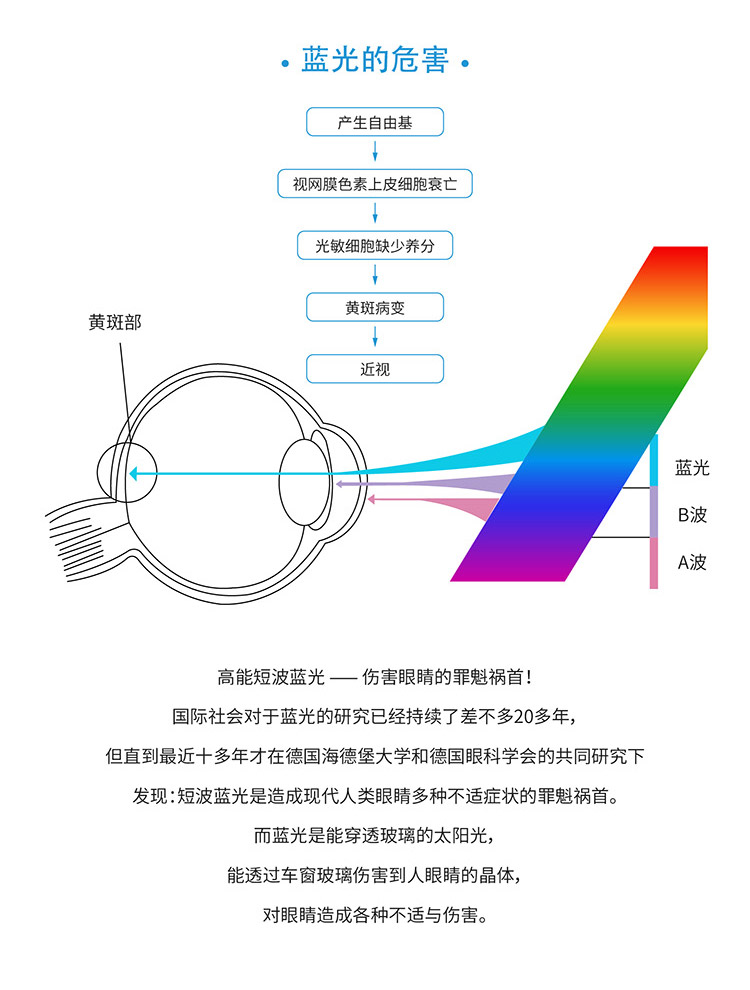 ·蓝光的危害·
产生自由基
视网膜色素上皮细胞衰亡
光敏细胞缺少养分
黄斑病变
近视
黄斑部
蓝光
B波
A波
高能短波蓝光 —— 伤害眼睛的罪魁祸首！
国际社会对于蓝光的研究已经持续了差不多20多年，
但直到最近十多年才在德国海德堡大学和德国眼科学会的共同研究下
发现：短波蓝光是造成现代人类眼睛多种不适症状的罪魁祸首。
而蓝光是能穿透玻璃的太阳光，
能透过车窗玻璃伤害到人眼睛的晶体，
对眼睛造成各种不适与伤害。